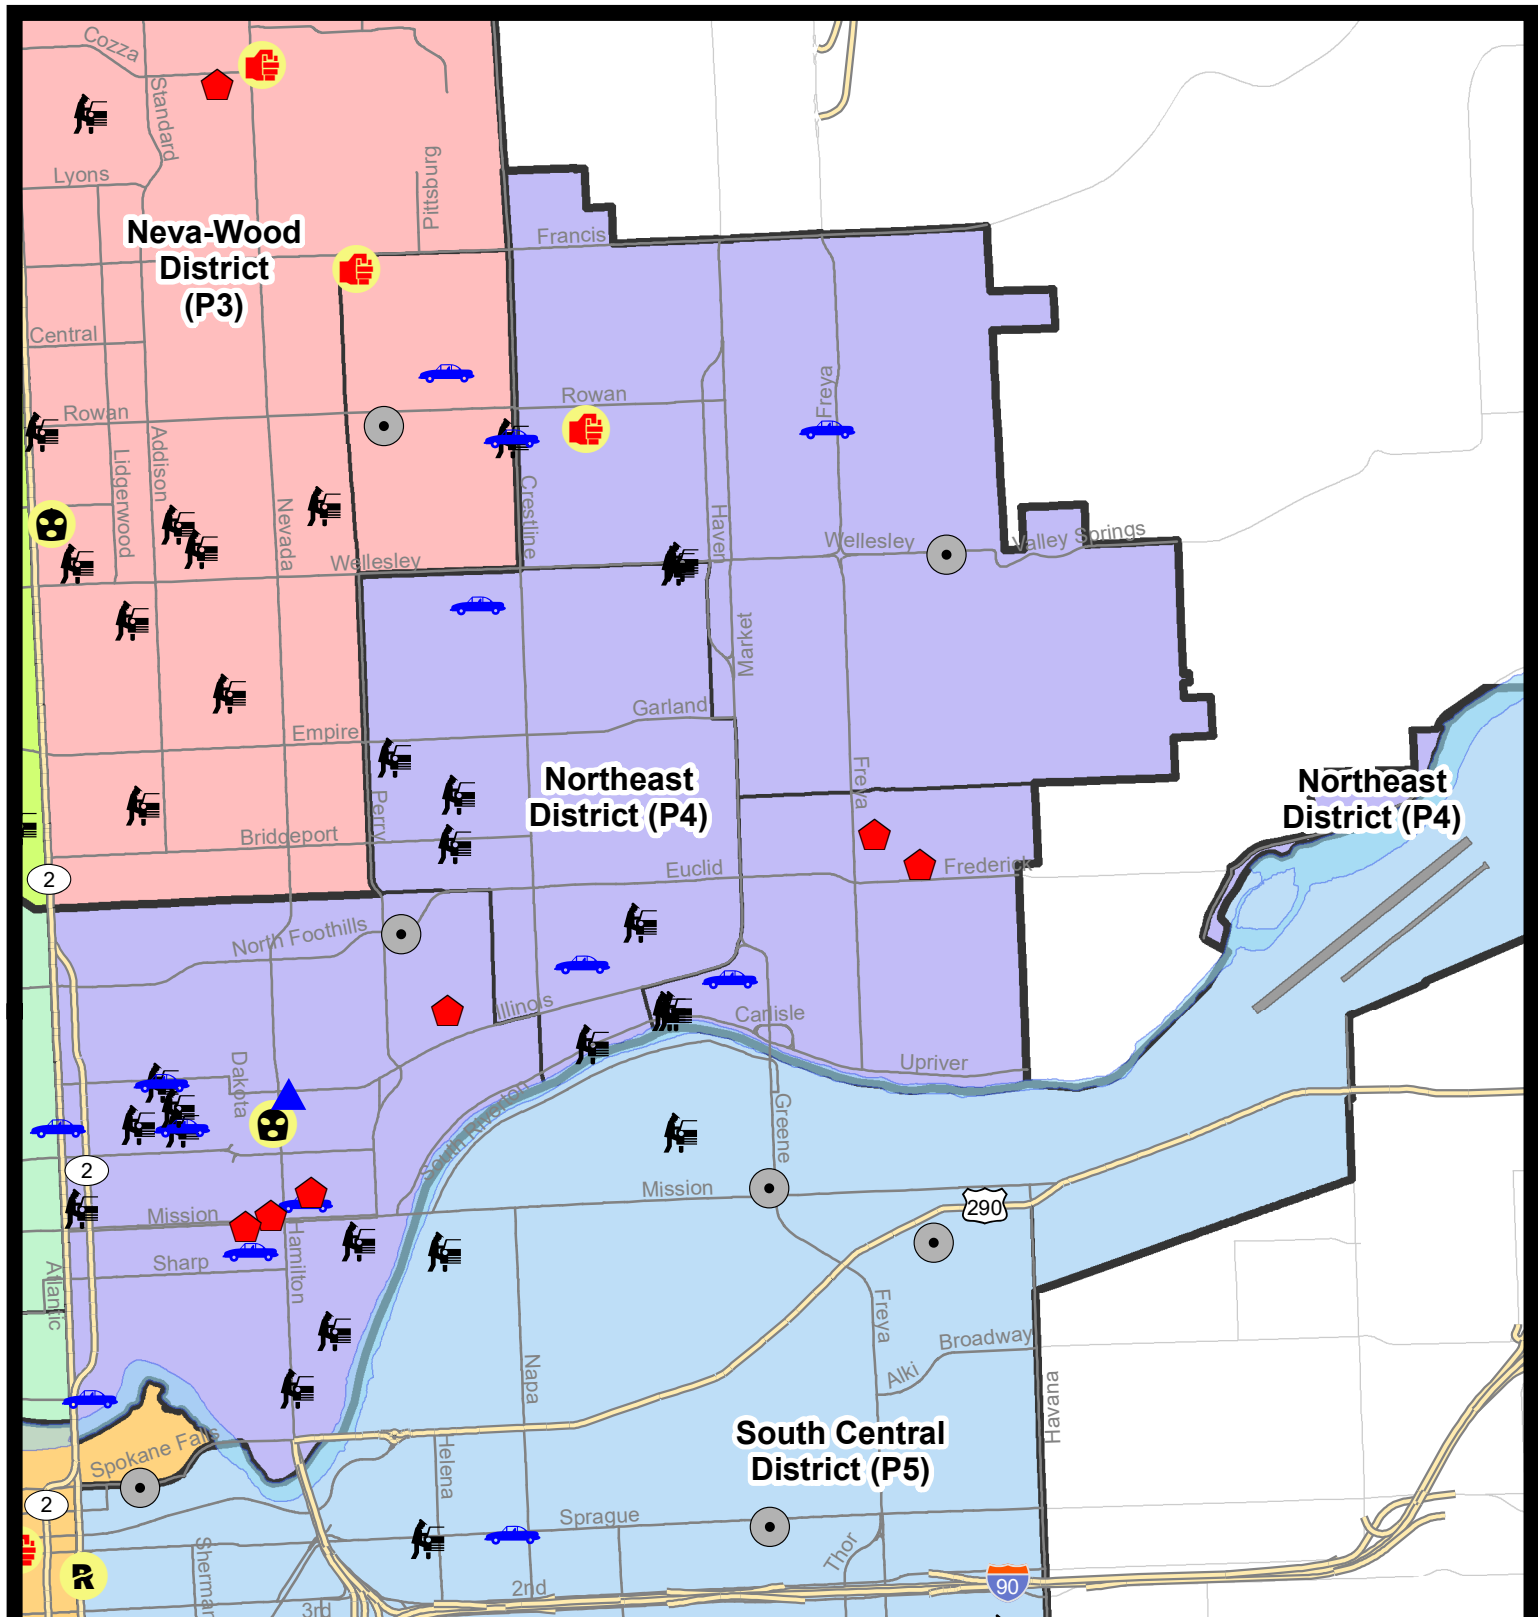 Cozza
Standard
Lyons
Pittsburg
Neva-Wood
District
(P3)
Francis
Central
Rowan
Rowan
Freya
Addison
Lidgerwood
Nevada
Crestline
Haven
Wellesley
Wellesley
Valley Springs
Market
Garland
Empire
Northeast
District (P4)
Freya
Perry
Northeast
District (P4)
Bridgeport
Euclid
Frederick
2
North Foothills
Illinois
Carlisle
Upriver
Dakota
South Riverton
Greene
2
Mission
Mission
290
Sharp
Hamilton
Atlantic
Freya
Broadway
Alki
Napa
Havana
South Central
District (P5)
Spokane Falls
Helena
2
Sprague
Thor
Sherman
R
2nd
90
3rd